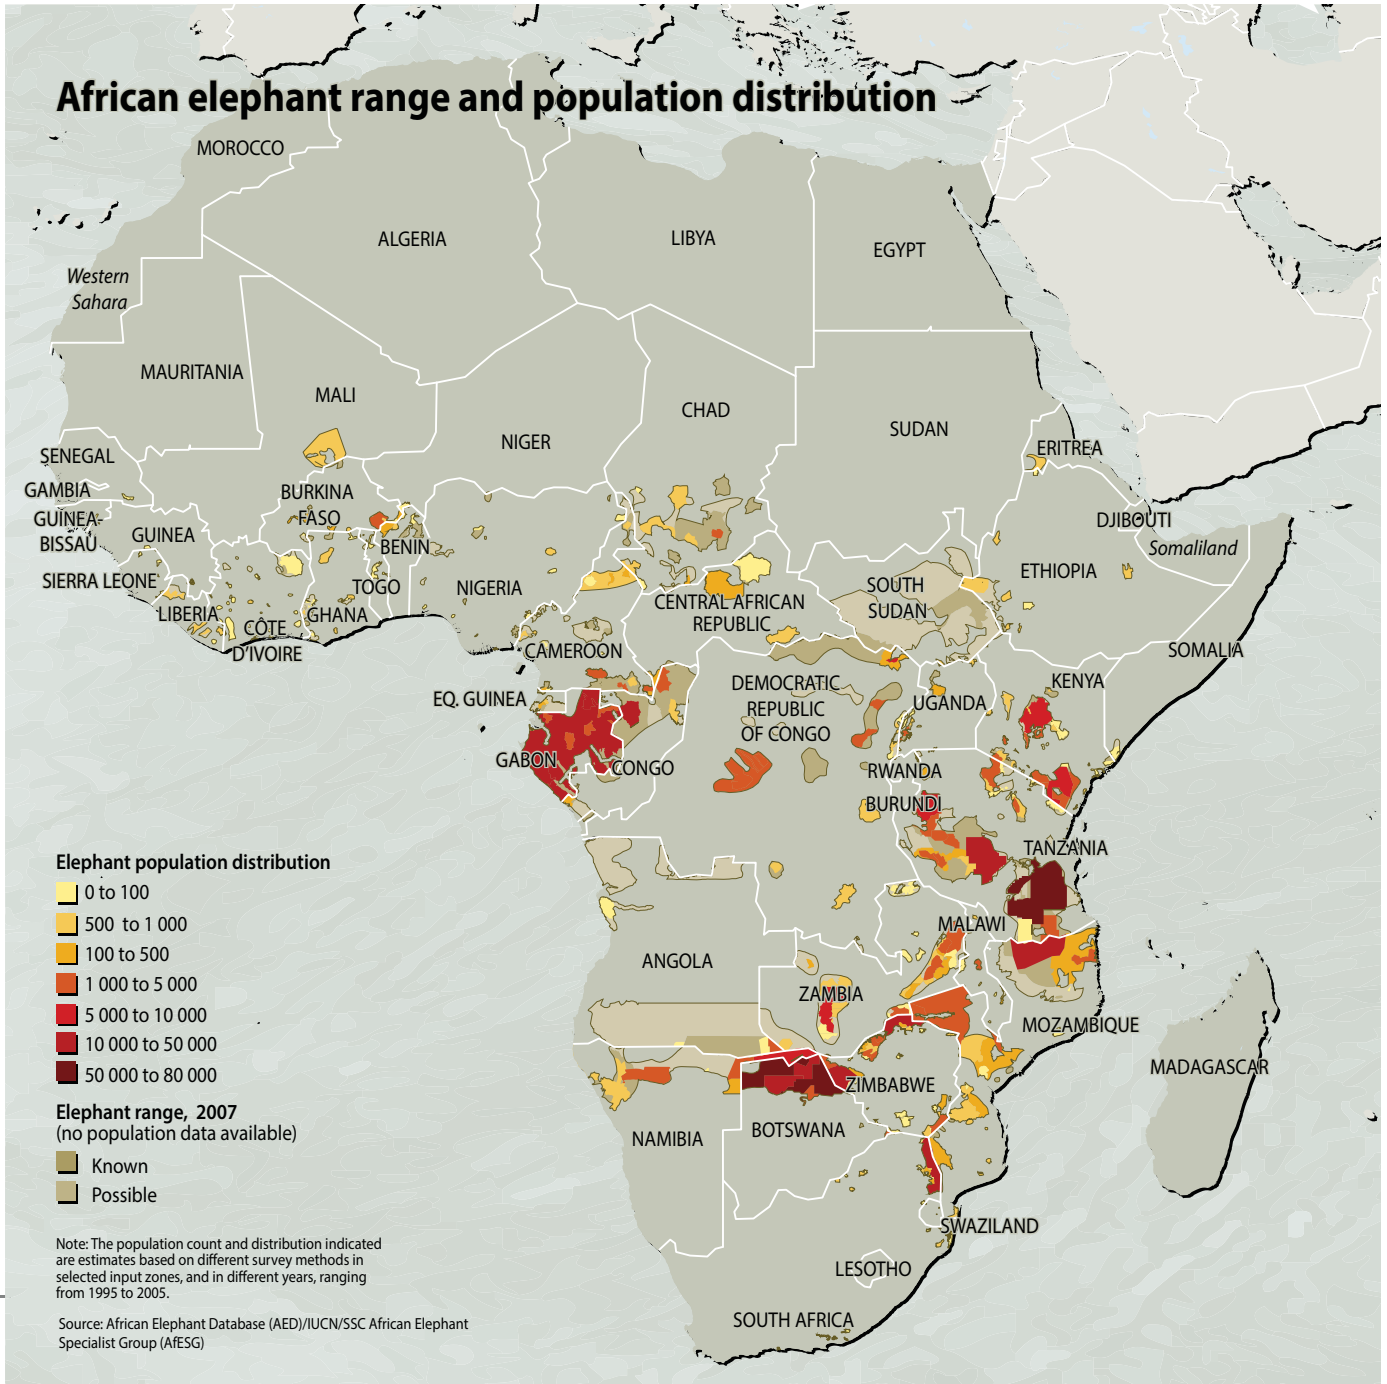 African elephant range and population distribution
MOROCCO
ALGERIA
LIBYA
EGYPT
Western
Sahara
MAURITANIA
MALI
NIGER
CHAD
SUDAN
ERITREA
SENEGAL
GAMBIA
GUINEA-
BISSAU
GUINEA
BURKINA
FASO
BENIN
DJIBOUTI
Somaliland
SIERRA LEONE
LIBERIA
CÔTE
D'IVOIRE
GHANA
TOGO
NIGERIA
CENTRAL AFRICAN
REPUBLIC
SOUTH
SUDAN
ETHIOPIA
SOMALIA
CAMEROON
EQ. GUINEA
DEMOCRATIC
REPUBLIC
OF CONGO
UGANDA
KENYA
GABON
CONGO
RWANDA
BURUNDI
TANZANIA
MALAWI
ANGOLA
ZAMBIA
MOZAMBIQUE
MADAGASCAR
ZIMBABWE
NAMIBIA
BOTSWANA
SWAZILAND
LESOTHO
SOUTH AFRICA
Elephant population distribution
0 to 100
500 to 1 000
100 to 500
1 000 to 5 000
5 000 to 10 000
10 000 to 50 000
50 000 to 80 000
Elephant range, 2007
(no population data available)
Known
Possible
Note: The population count and distribution indicated
are estimates based on different survey methods in
selected input zones, and in different years, ranging
from 1995 to 2005.
Source: African Elephant Database (AED)/IUCN/SSC African Elephant
Specialist Group (AfESG)